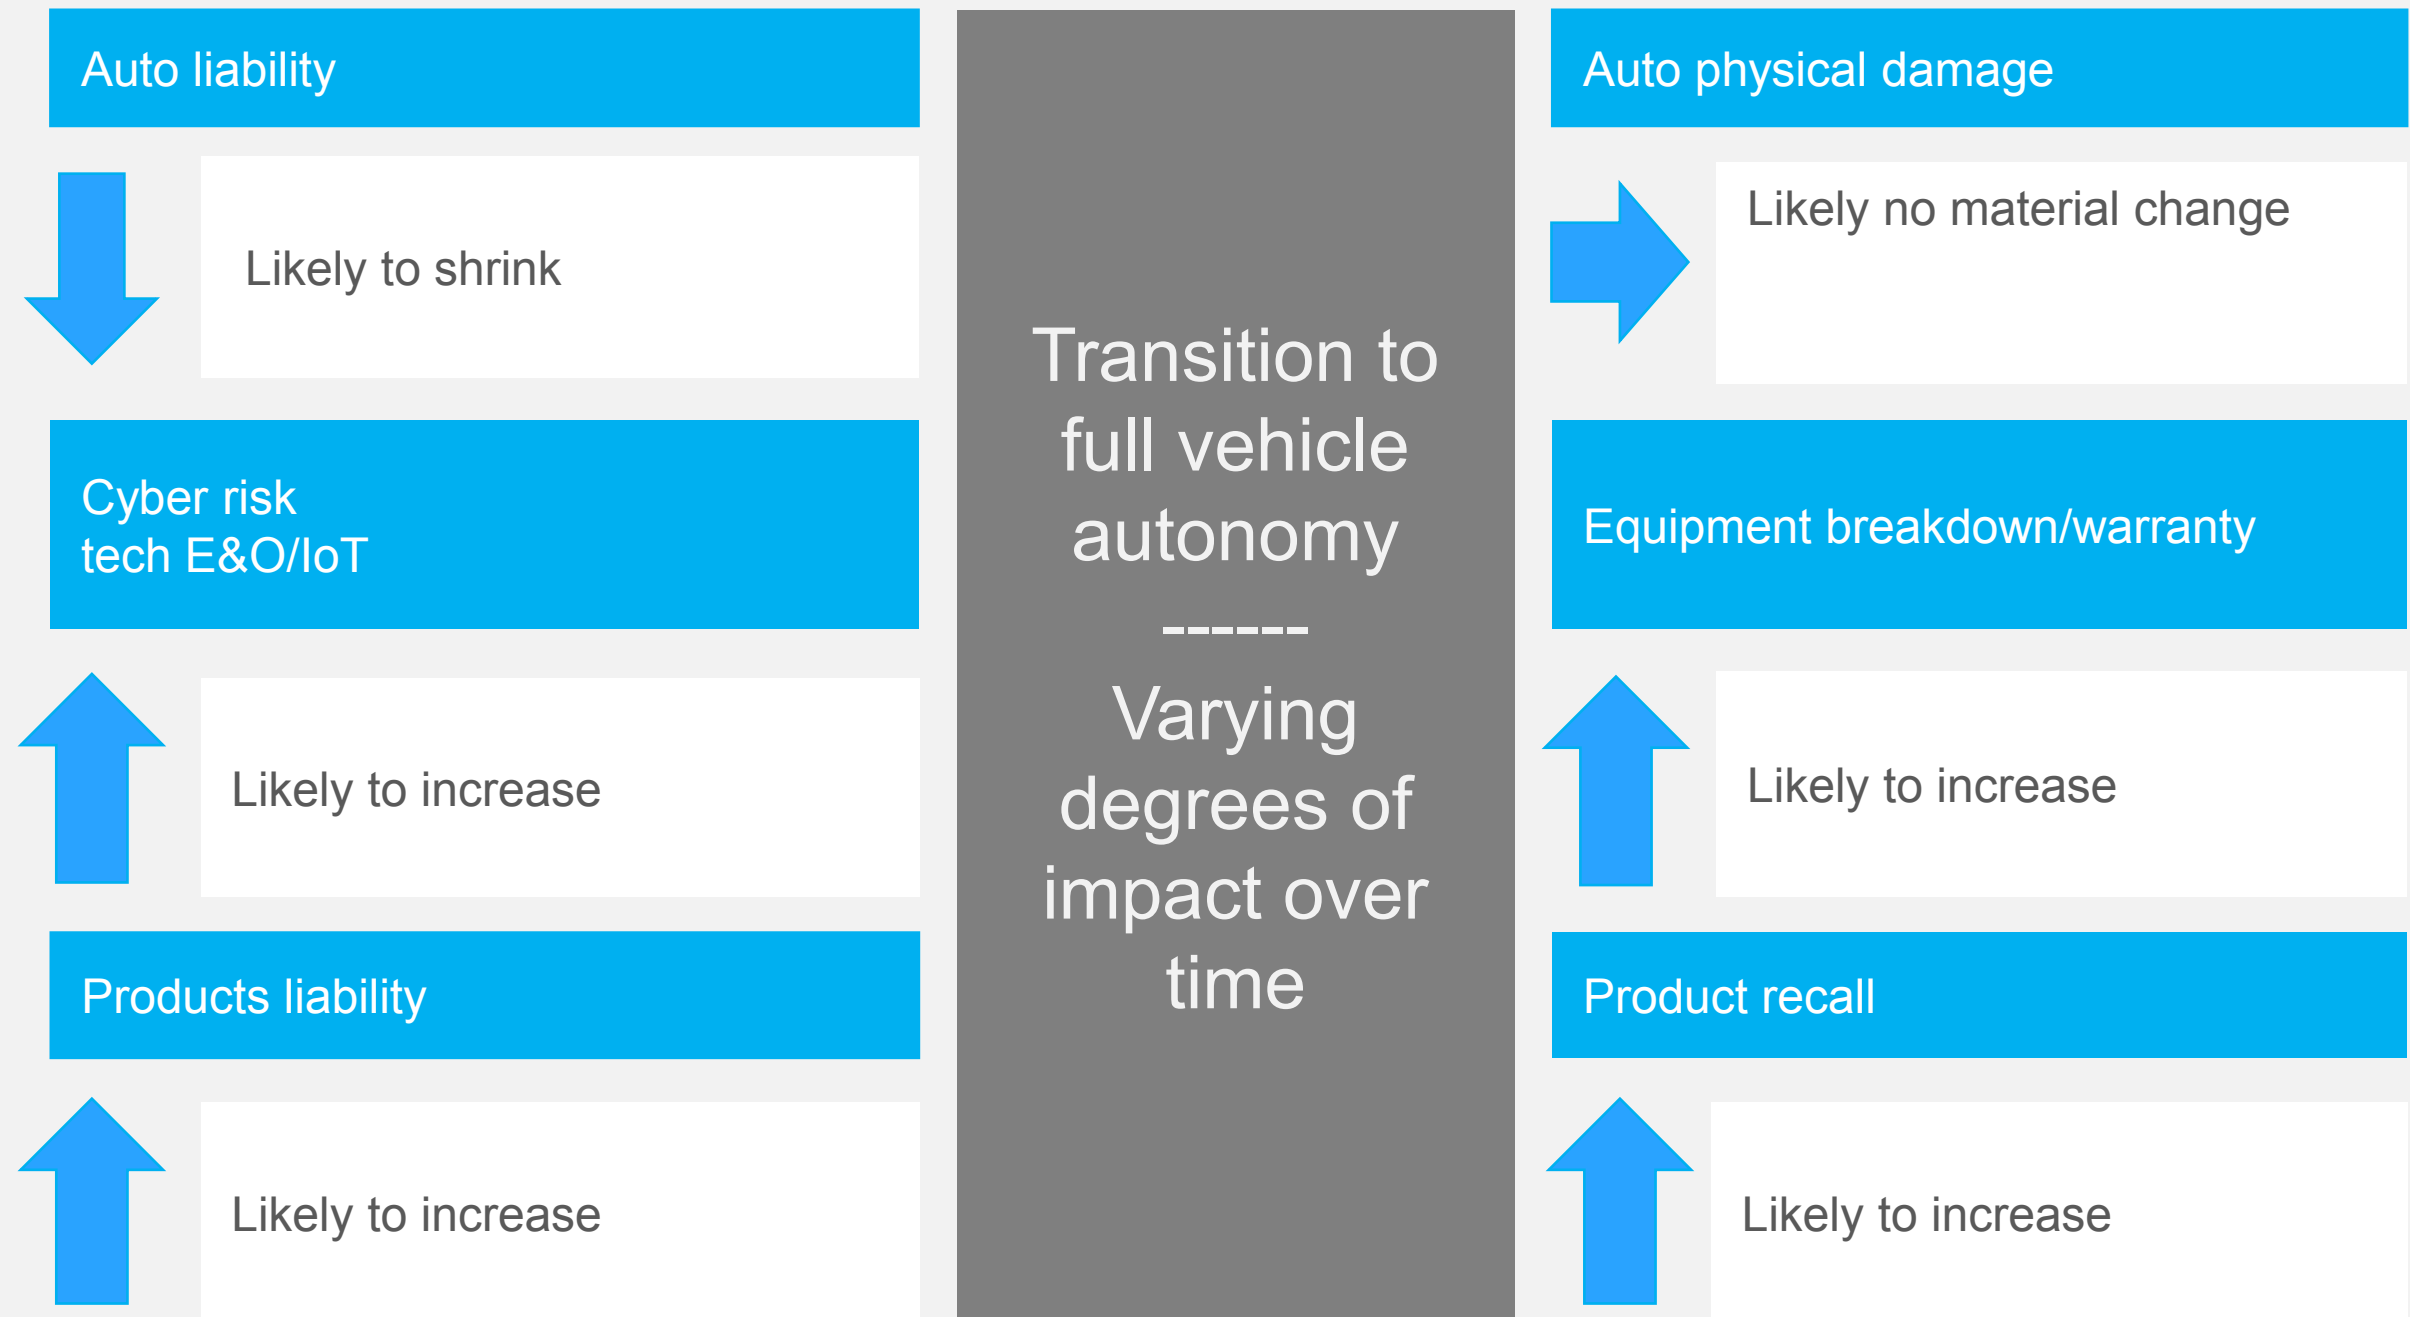 Auto liability
Likely to shrink
Cyber risk
tech E&O/IoT
Likely to increase
Products liability
Likely to increase
Transition to
full vehicle
autonomy
------
Varying
degrees of
impact over
time
Auto physical damage
Likely no material change
Equipment breakdown/warranty
Likely to increase
Product recall
Likely to increase